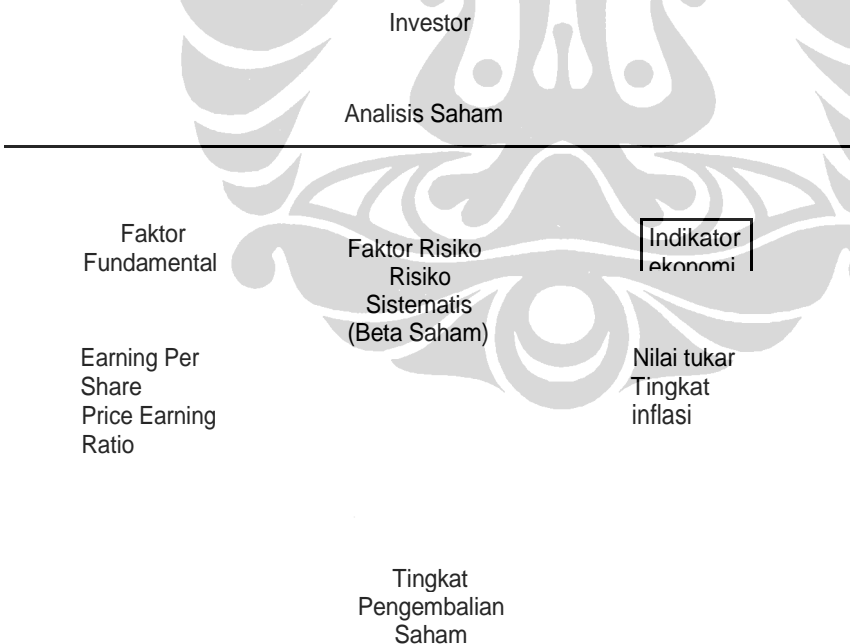 Investor
Analisis Saham
Faktor
Fundamental
Faktor Risiko
Risiko
Sistematis
(Beta Saham)
Indikator
ekonomi
Earning Per
Share
Price Earning
Ratio
Nilai tukar
Tingkat
inflasi
Tingkat
Pengembalian
Saham